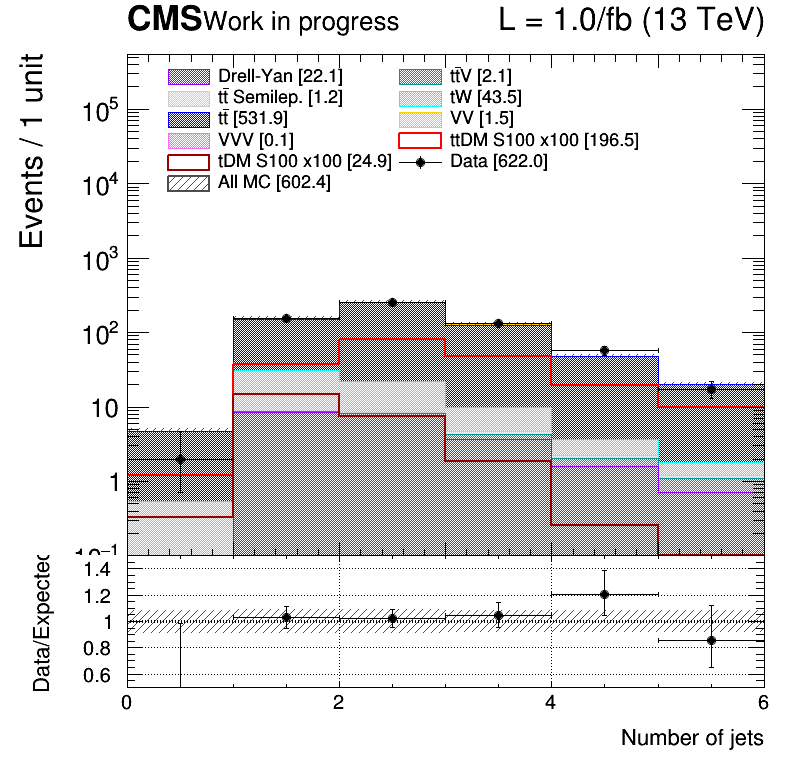 CMS Work in progress L = 1.0/fb (13 TeV)
Events / 1 unit
Drell-Yan [22.1] tt̄V [2.1]
tt̄ Semilep. [1.2] tW [43.5]
tt̄ [531.9] VV [1.5]
VVV [0.1] ttDM S100 x100 [196.5]
tDM S100 x100 [24.9] Data [622.0]
All MC [602.4]
10⁵
10⁴
10³
10²
10
1
10⁻¹
Data/Expected
1.4
1.2
1
0.8
0.6
0 2 4 6
Number of jets